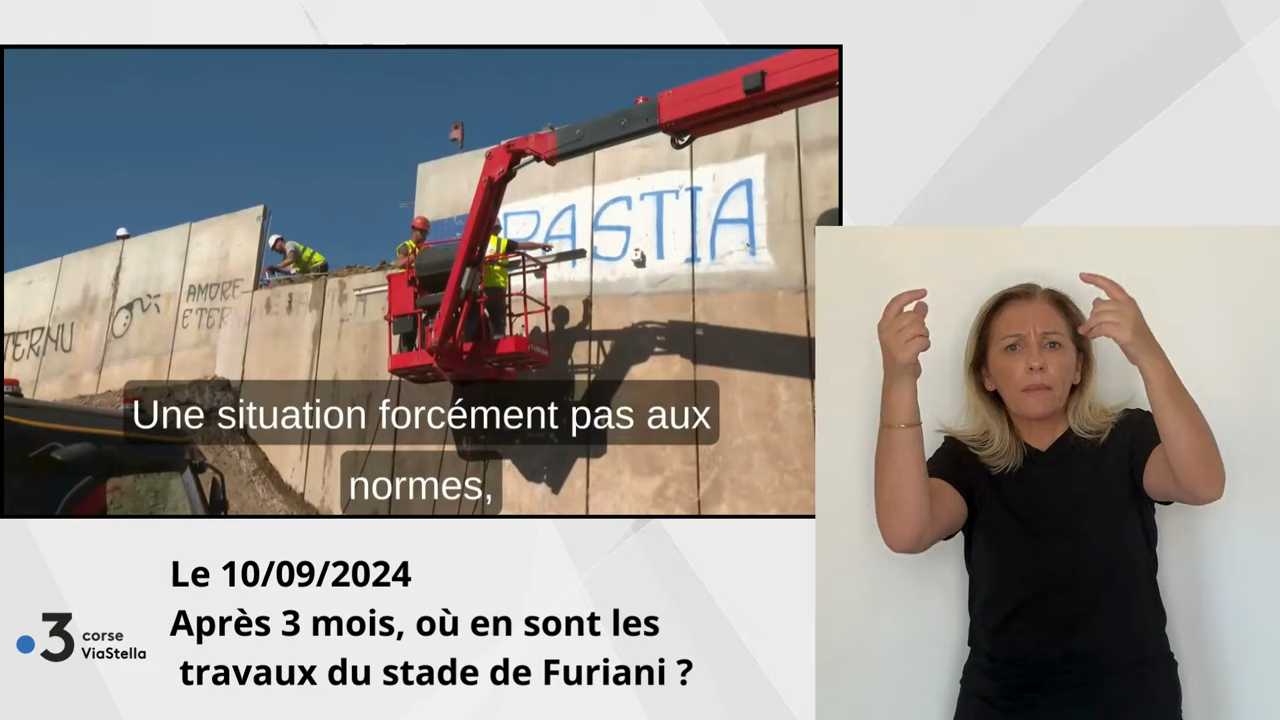 BASTIA
AMORE
ETER
TERNU
Une situation forcément pas aux
normes,
Le 10/09/2024
Après 3 mois, où en sont les
travaux du stade de Furiani ?
3 corse
ViaStella